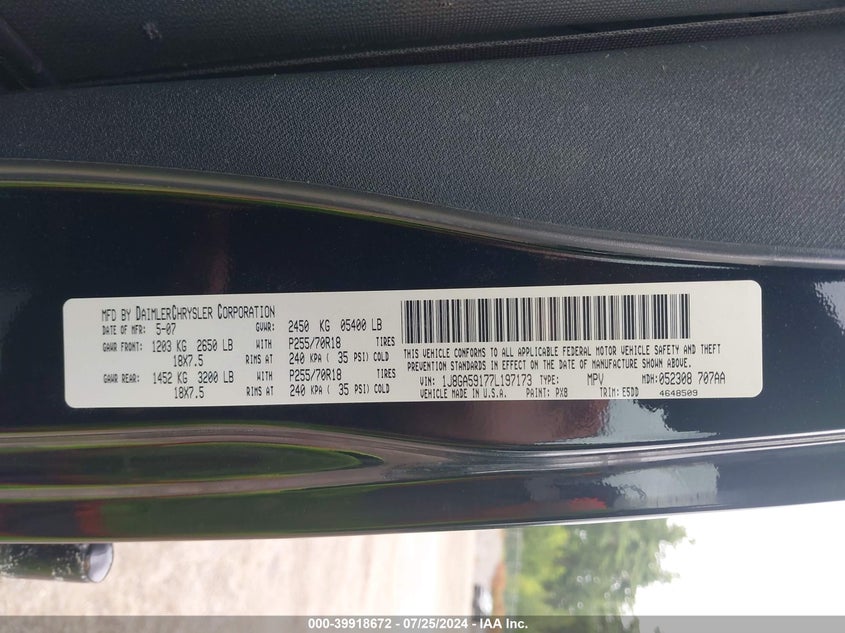 MFD BY DAIMLERCHRYSLER CORPORATION
DATE OF MFR: 5-07 GVWR: 2450 KG 05400 LB
GAWR FRONT: 1203 KG 2650 LB WITH P255/70R18 TIRES
18X7.5 RIMS AT 240 KPA ( 35 PSI) COLD
GAWR REAR: 1452 KG 3200 LB WITH P255/70R18 TIRES
18X7.5 RIMS AT 240 KPA ( 35 PSI) COLD
THIS VEHICLE CONFORMS TO ALL APPLICABLE FEDERAL MOTOR VEHICLE SAFETY AND THEFT
PREVENTION STANDARDS IN EFFECT ON THE DATE OF MANUFACTURE SHOWN ABOVE.
VIN: 1J8GA59177L197173 TYPE: MPV MDH: 052308 707AA
VEHICLE MADE IN U.S.A. PAINT: PX8 TRIM: E5DD 4648509
000-39918672 - 07/25/2024 - IAA Inc.